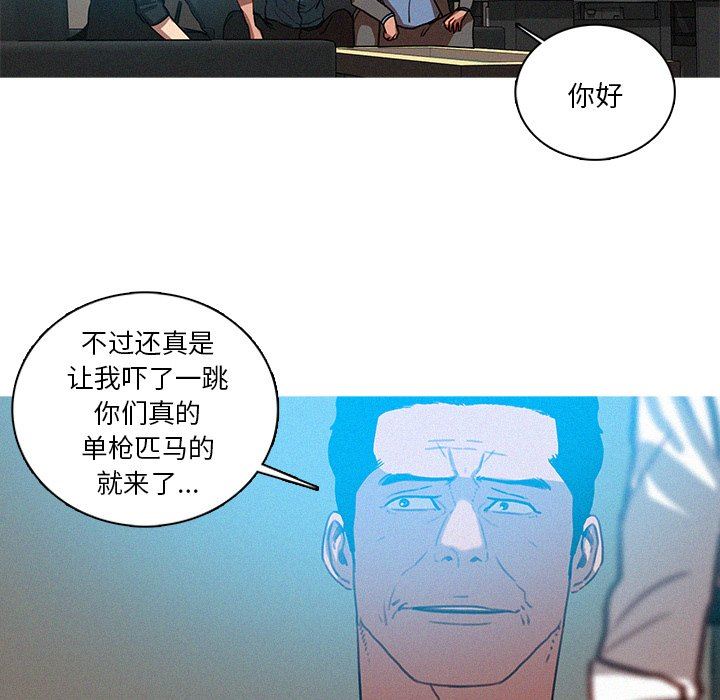 你好
不过还真是
让我吓了一跳
你们真的
单枪匹马的
就来了...